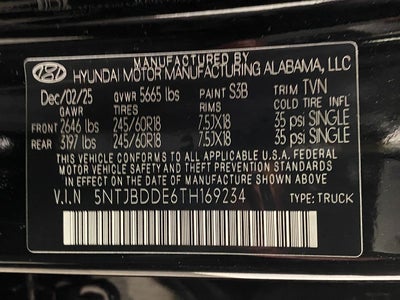 MANUFACTURED BY
HYUNDAI MOTOR MANUFACTURING ALABAMA, LLC
Dec/02/25 GVWR 5665 lbs PAINT S3B TRIM TVN
GAWR TIRES RIMS COLD TIRE INFL
FRONT 2646 lbs 245/60R18 7.5JX18 35 psi SINGLE
REAR 3197 lbs 245/60R18 7.5JX18 35 psi SINGLE
THIS VEHICLE CONFORMS TO ALL APPLICABLE U.S.A. FEDERAL
MOTOR VEHICLE SAFETY AND THEFT PREVENTION STANDARDS
IN EFFECT ON THE DATE OF MANUFACTURE SHOWN ABOVE.
V.I.N 5NTJBDDE6TH169234 TYPE: TRUCK